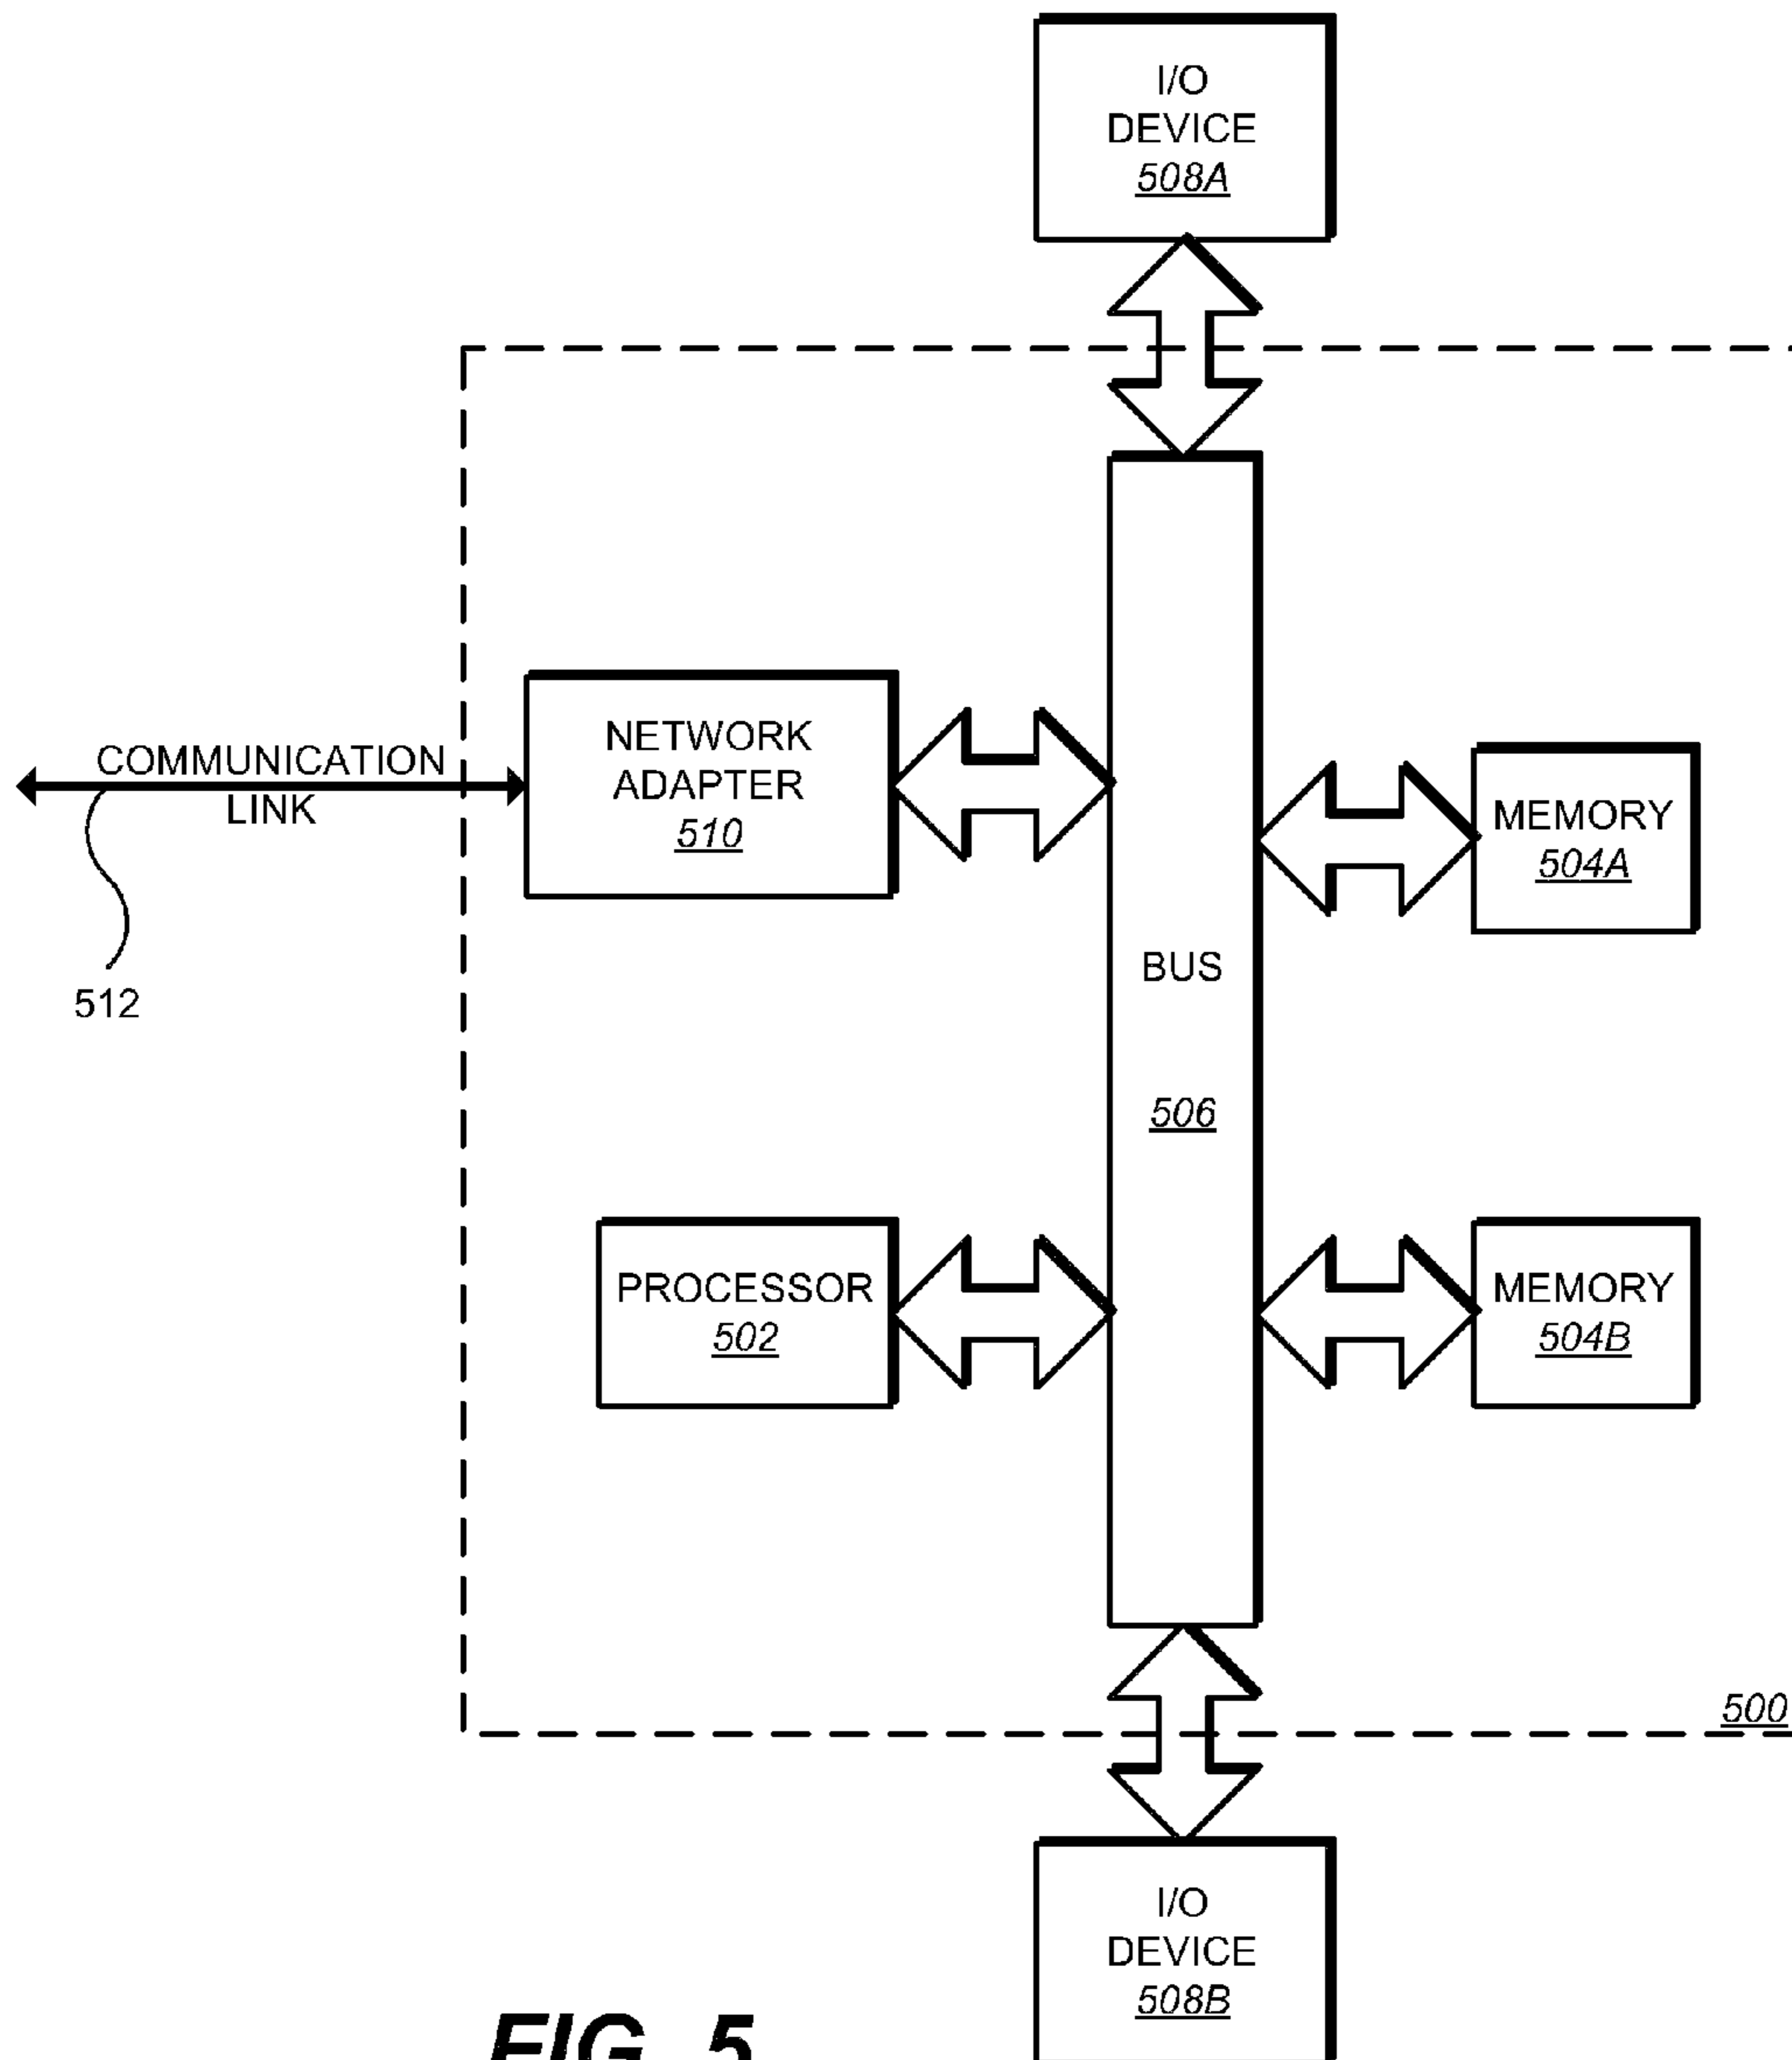 I/O
DEVICE
508A
COMMUNICATION
LINK
512
NETWORK
ADAPTER
510
MEMORY
504A
BUS
506
PROCESSOR
502
MEMORY
504B
500
I/O
DEVICE
508B
FIG. 5